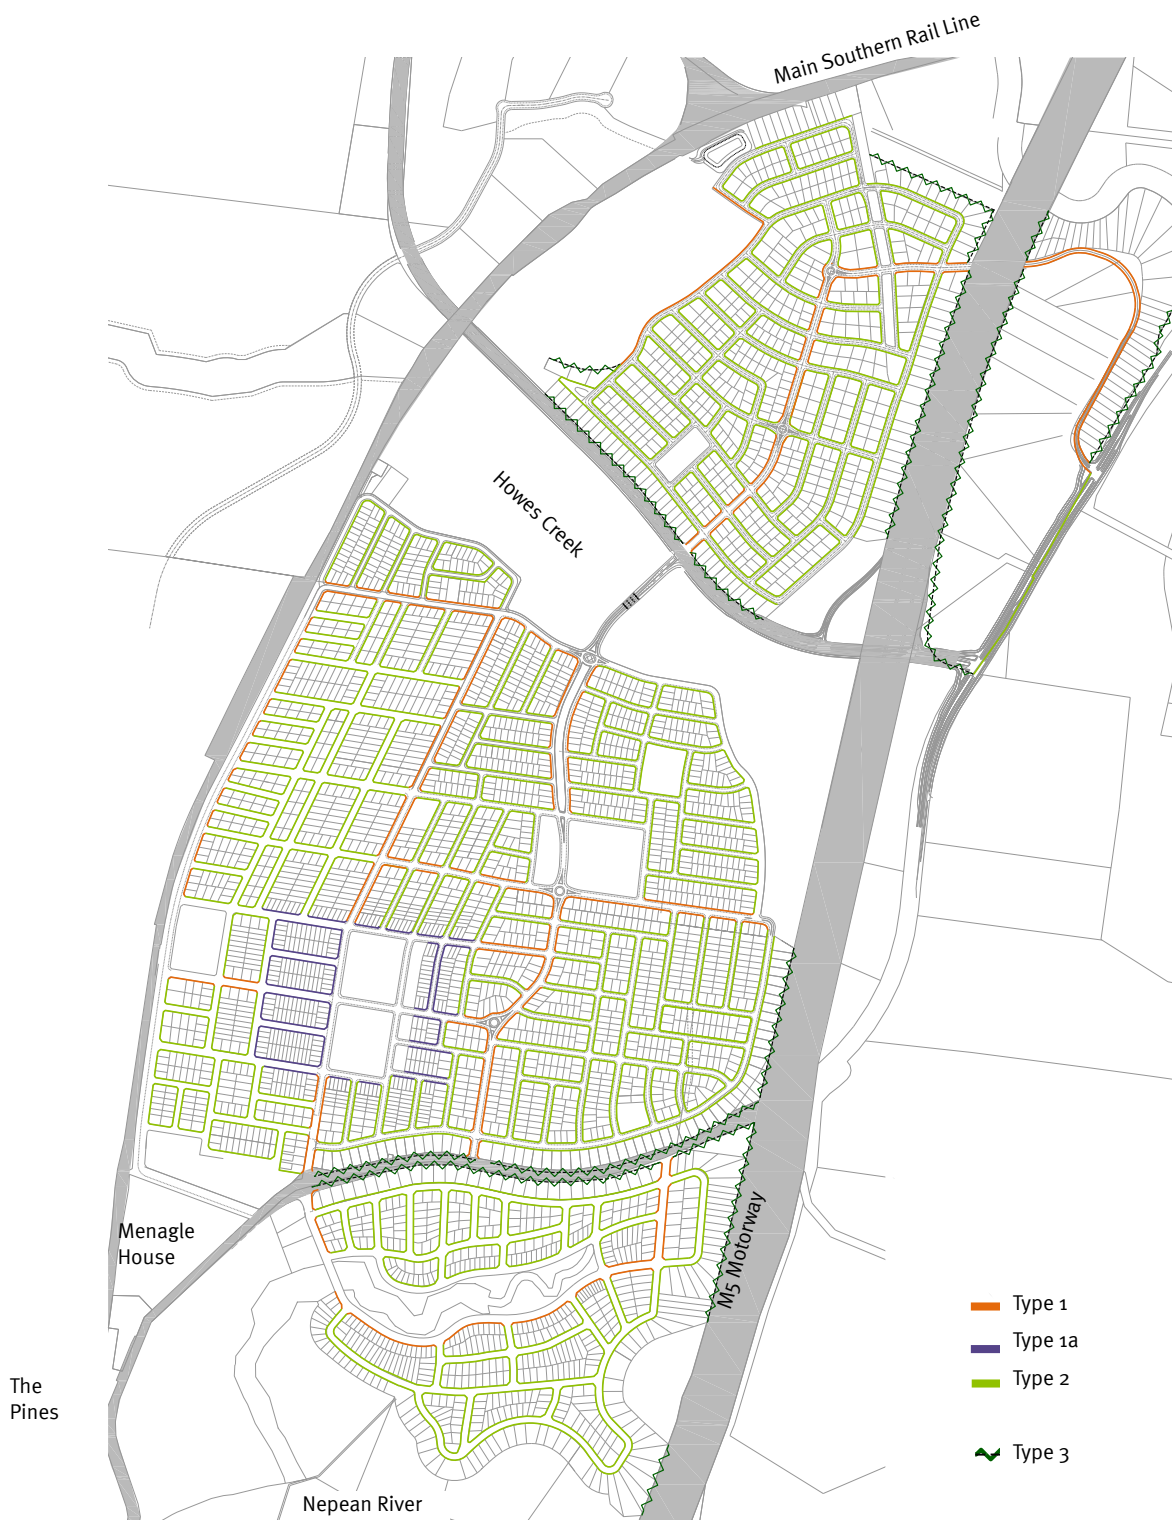 Main Southern Rail Line
Howes Creek
Menagle
House
M5 Motorway
Type 1
Type 1a
Type 2
The
Pines
Type 3
Nepean River